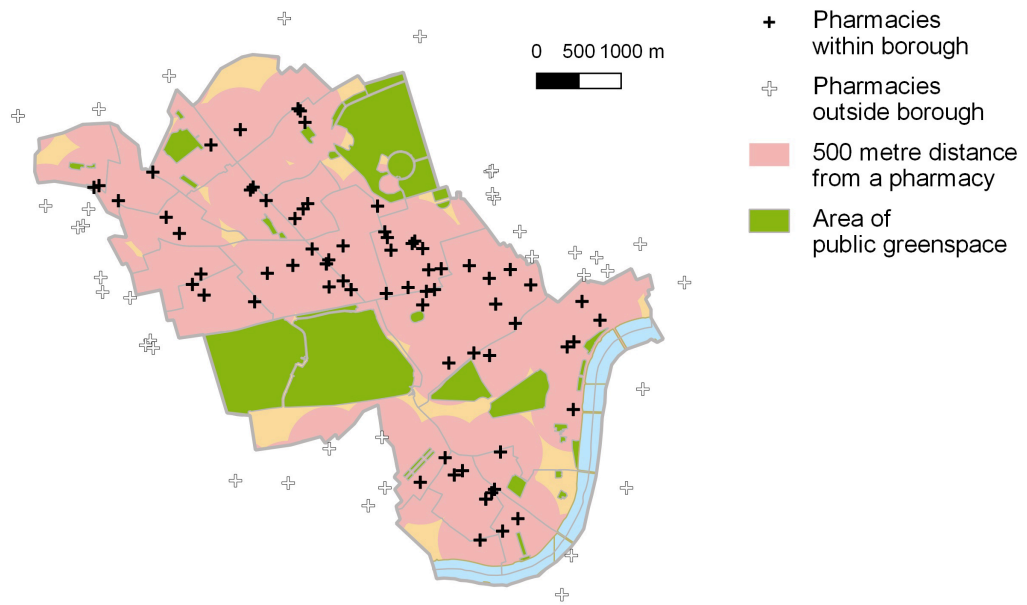 0 500 1000 m
Pharmacies
within borough
Pharmacies
outside borough
500 metre distance
from a pharmacy
Area of
public greenspace